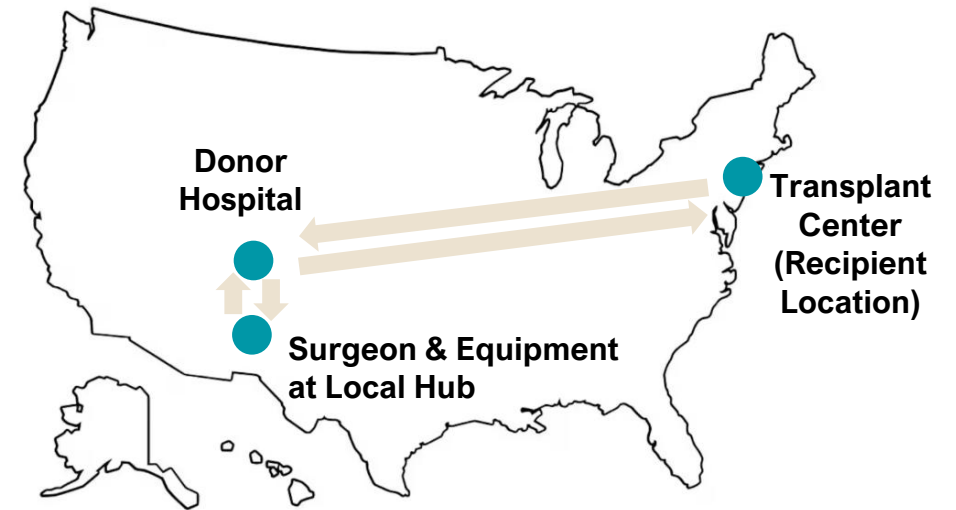 Donor
Hospital
Transplant
Center
(Recipient
Location)
Surgeon & Equipment
at Local Hub